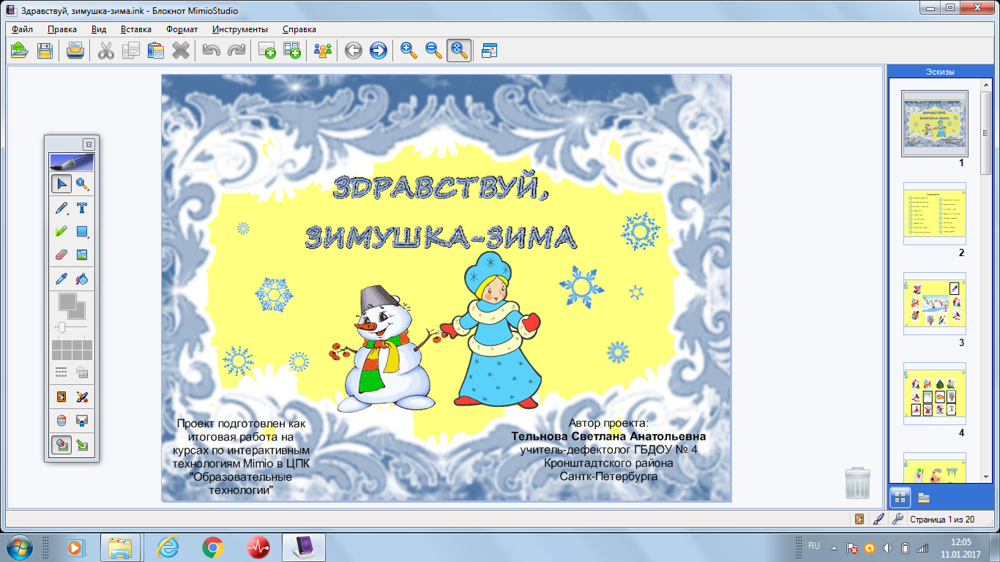 Здравствуй, зимушка-зима.ink - Блокнот MimioStudio
Файл Правка Вид Вставка Формат Инструменты Справка
Эскизы
ЗДРАВСТВУЙ,
ЗИМУШКА-ЗИМА
Проект подготовлен как
итоговая работа на
курсах по интерактивным
технологиям Mimio в ЦПК
"Образовательные
технологии"
Автор проекта:
Тельнова Светлана Анатольевна
учитель-дефектолог ГБДОУ № 4
Кронштадтского района
Сантк-Петербурга
ЗДРАВСТВУЙ,
ЗИМУШКА-ЗИМА
1
2
3
4
Страница 1 из 20
RU
12:05
11.01.2017